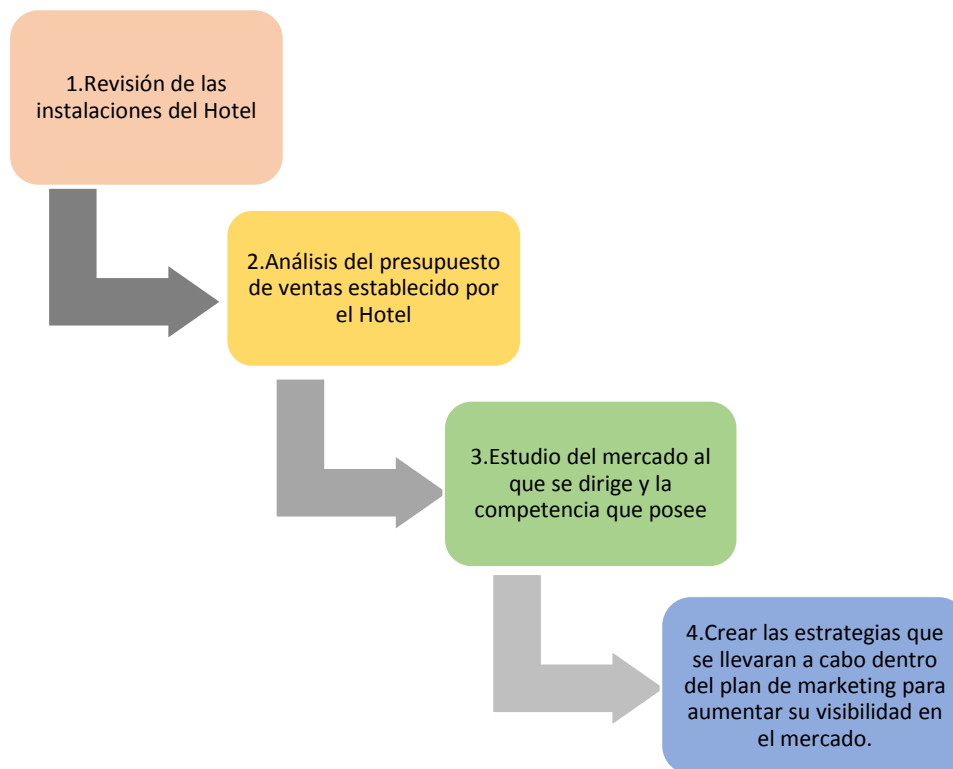 1.Revisión de las
instalaciones del Hotel
2.Análisis del presupuesto
de ventas establecido por
el Hotel
3.Estudio del mercado al
que se dirige y la
competencia que posee
4.Crear las estrategias que
se llevaran a cabo dentro
del plan de marketing para
aumentar su visibilidad en
el mercado.